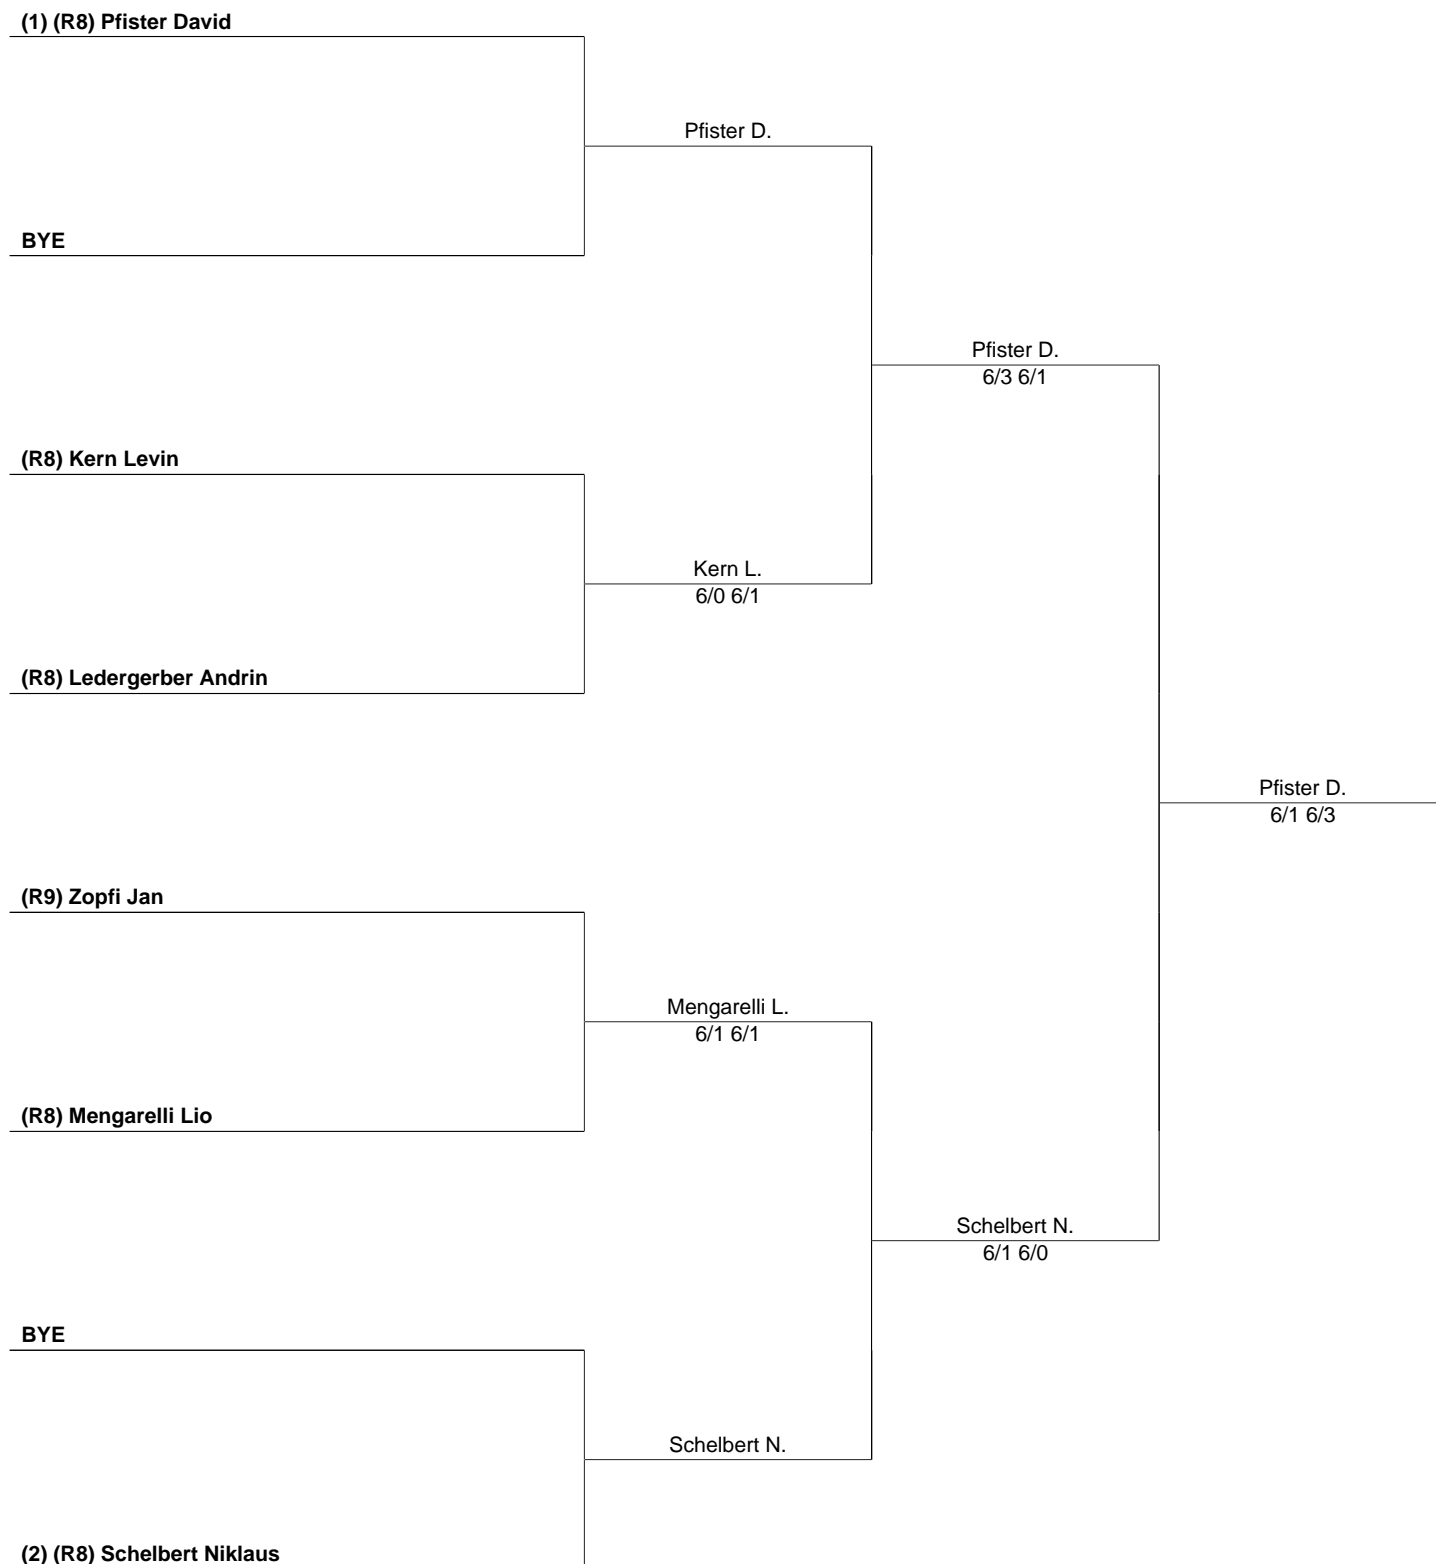 (1) (R8) Pfister David
Pfister D.
BYE
Pfister D.
6/3 6/1
(R8) Kern Levin
Kern L.
6/0 6/1
(R8) Ledergerber Andrin
Pfister D.
6/1 6/3
(R9) Zopfi Jan
Mengarelli L.
6/1 6/1
(R8) Mengarelli Lio
Schelbert N.
6/1 6/0
BYE
Schelbert N.
(2) (R8) Schelbert Niklaus